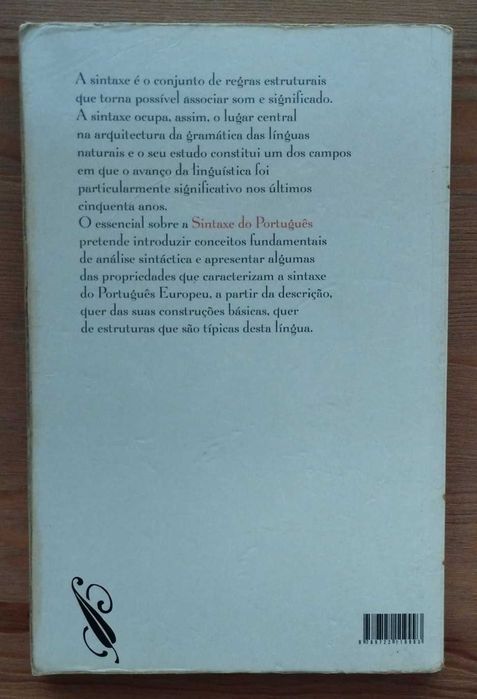 A sintaxe é o conjunto de regras estruturais
que torna possível associar som e significado.
A sintaxe ocupa, assim, o lugar central
na arquitectura da gramática das línguas
naturais e o seu estudo constitui um dos campos
em que o avanço da linguística foi
particularmente significativo nos últimos
cinquenta anos.
O essencial sobre a Sintaxe do Português
pretende introduzir conceitos fundamentais
de análise sintáctica e apresentar algumas
das propriedades que caracterizam a sintaxe
do Português Europeu, a partir da descrição,
quer das suas construções básicas, quer
de estruturas que são típicas desta língua.